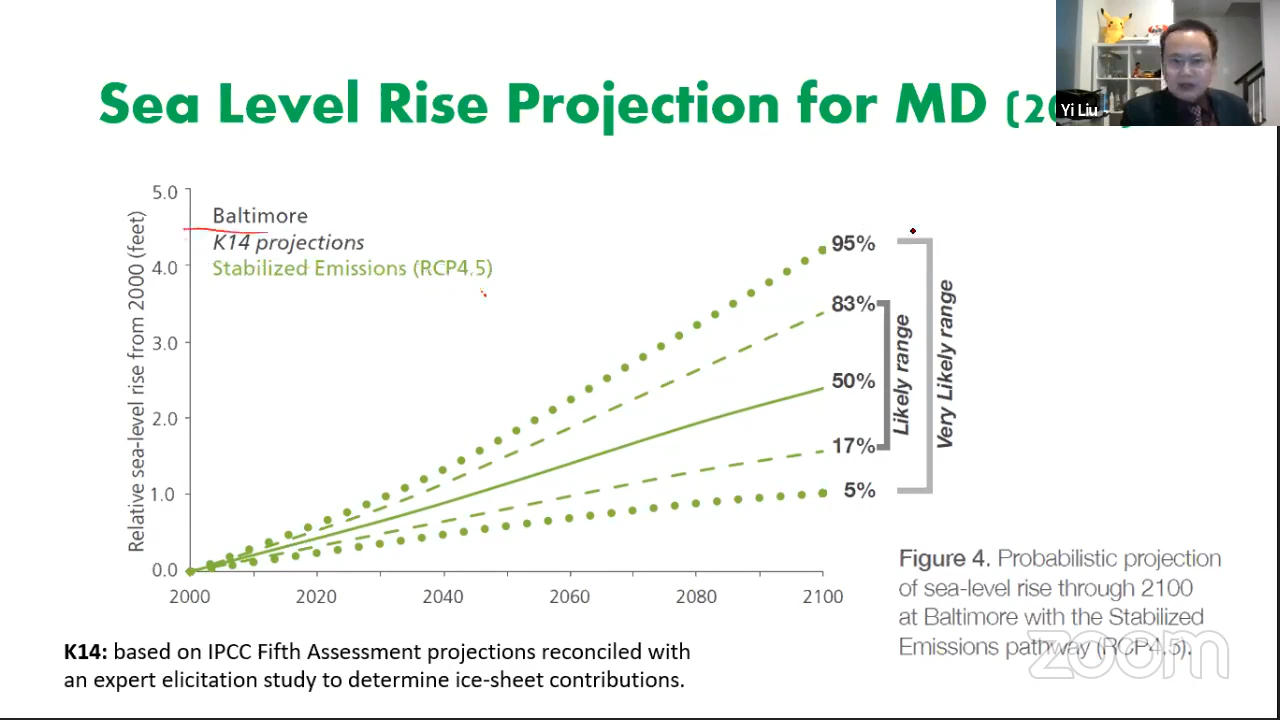 Sea Level Rise Projection for MD
Yi Liu
Relative sea-level rise from 2000 (feet)
5.0
4.0
3.0
2.0
1.0
0.0
Baltimore
K14 projections
Stabilized Emissions (RCP4.5)
95%
83%
50%
17%
5%
Likely range
Very Likely range
2000 2020 2040 2060 2080 2100
Figure 4. Probabilistic projection
of sea-level rise through 2100
at Baltimore with the Stabilized
Emissions pathway (RCP4.5).
zoom
K14: based on IPCC Fifth Assessment projections reconciled with
an expert elicitation study to determine ice-sheet contributions.